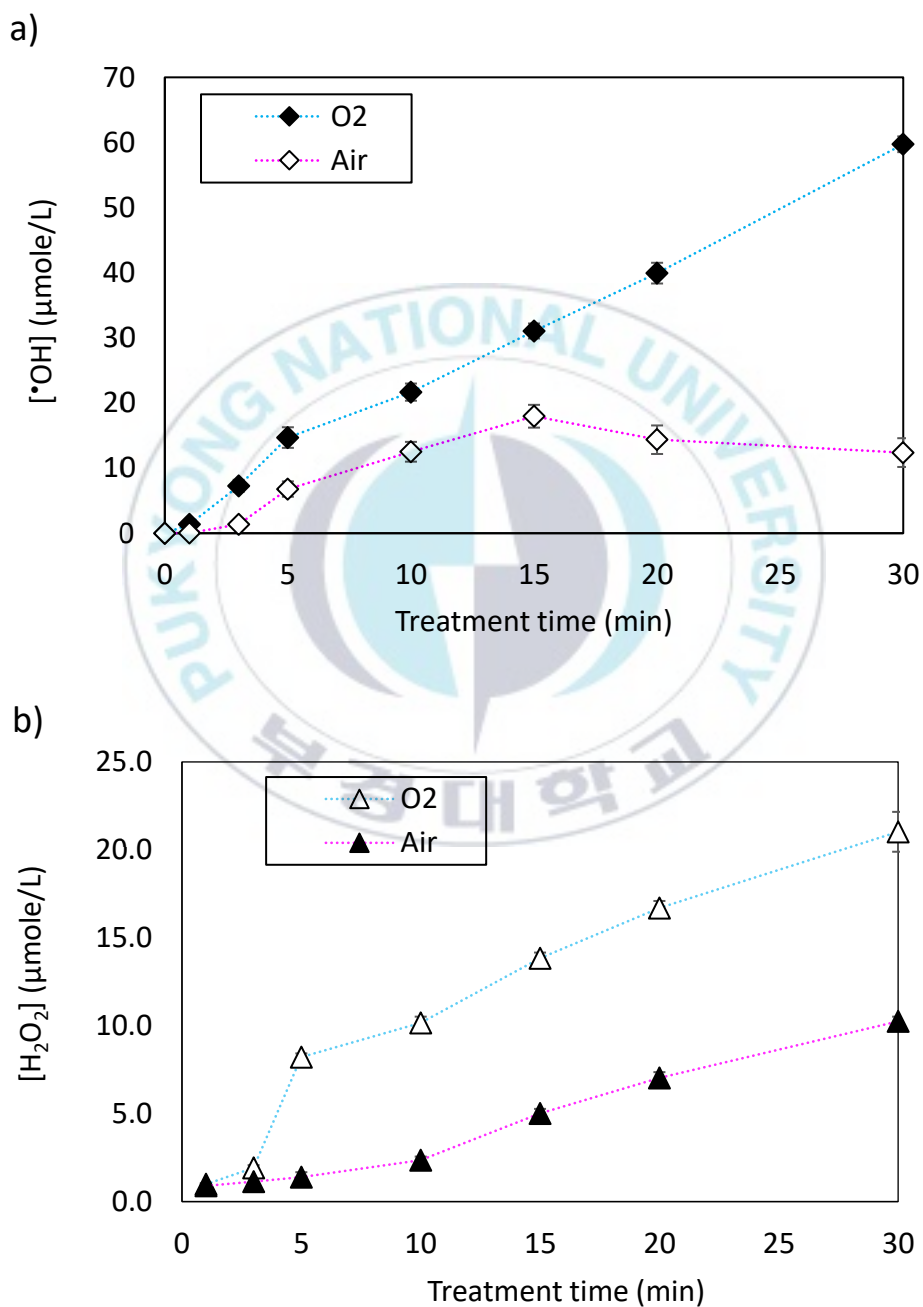 a)
70
60
50
40
30
20
10
0
O2
Air
[•OH] (µmole/L)
0 5 10 15 20 25 30
Treatment time (min)
PUKYONG NATIONAL UNIVERSITY
부경대학교
b)
25.0
20.0
15.0
10.0
5.0
0.0
O2
Air
[H₂O₂] (µmole/L)
0 5 10 15 20 25 30
Treatment time (min)